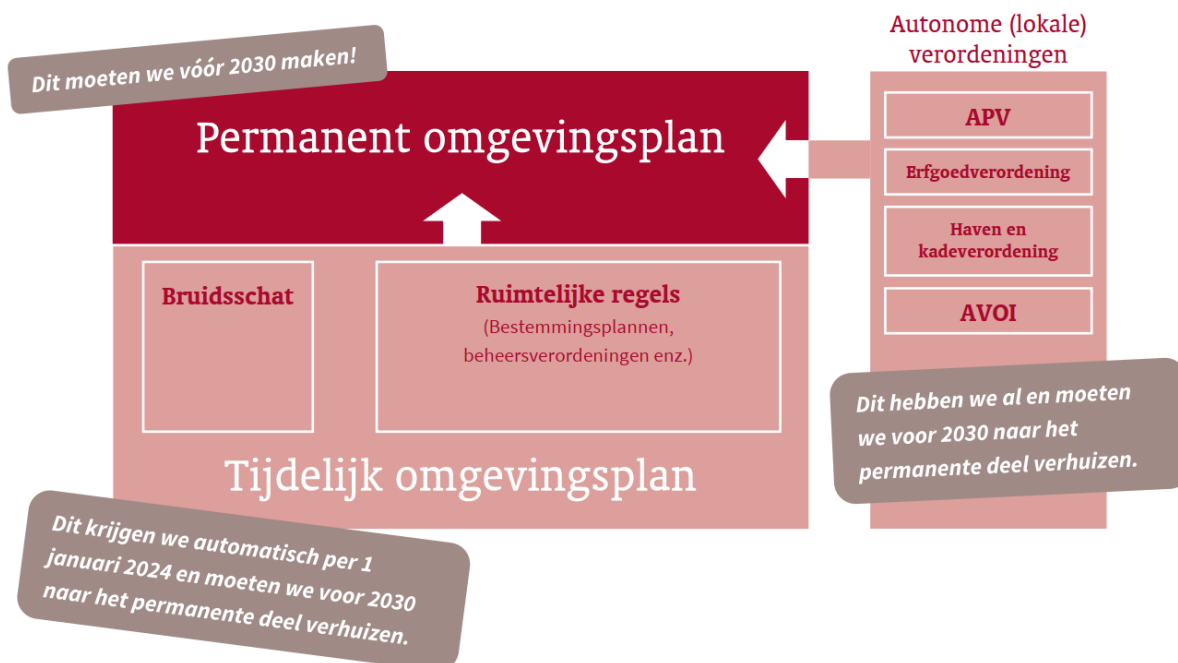 Autonome (lokale)
verordeningen
Dit moeten we vóór 2030 maken!
Permanent omgevingsplan
APV
Erfgoedverordening
Haven en
kadeverordening
AVOI
Bruidsschat
Ruimtelijke regels
(Bestemmingsplannen,
beheersverordeningen enz.)
Tijdelijk omgevingsplan
Dit hebben we al en moeten
we voor 2030 naar het
permanente deel verhuizen.
Dit krijgen we automatisch per 1
januari 2024 en moeten we voor 2030
naar het permanente deel verhuizen.